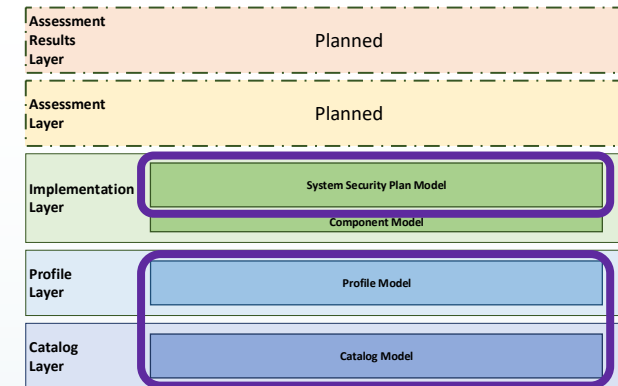 Assessment
Results
Layer
Planned
Assessment
Layer
Planned
Implementation
Layer
System Security Plan Model
Component Model
Profile
Layer
Profile Model
Catalog
Layer
Catalog Model